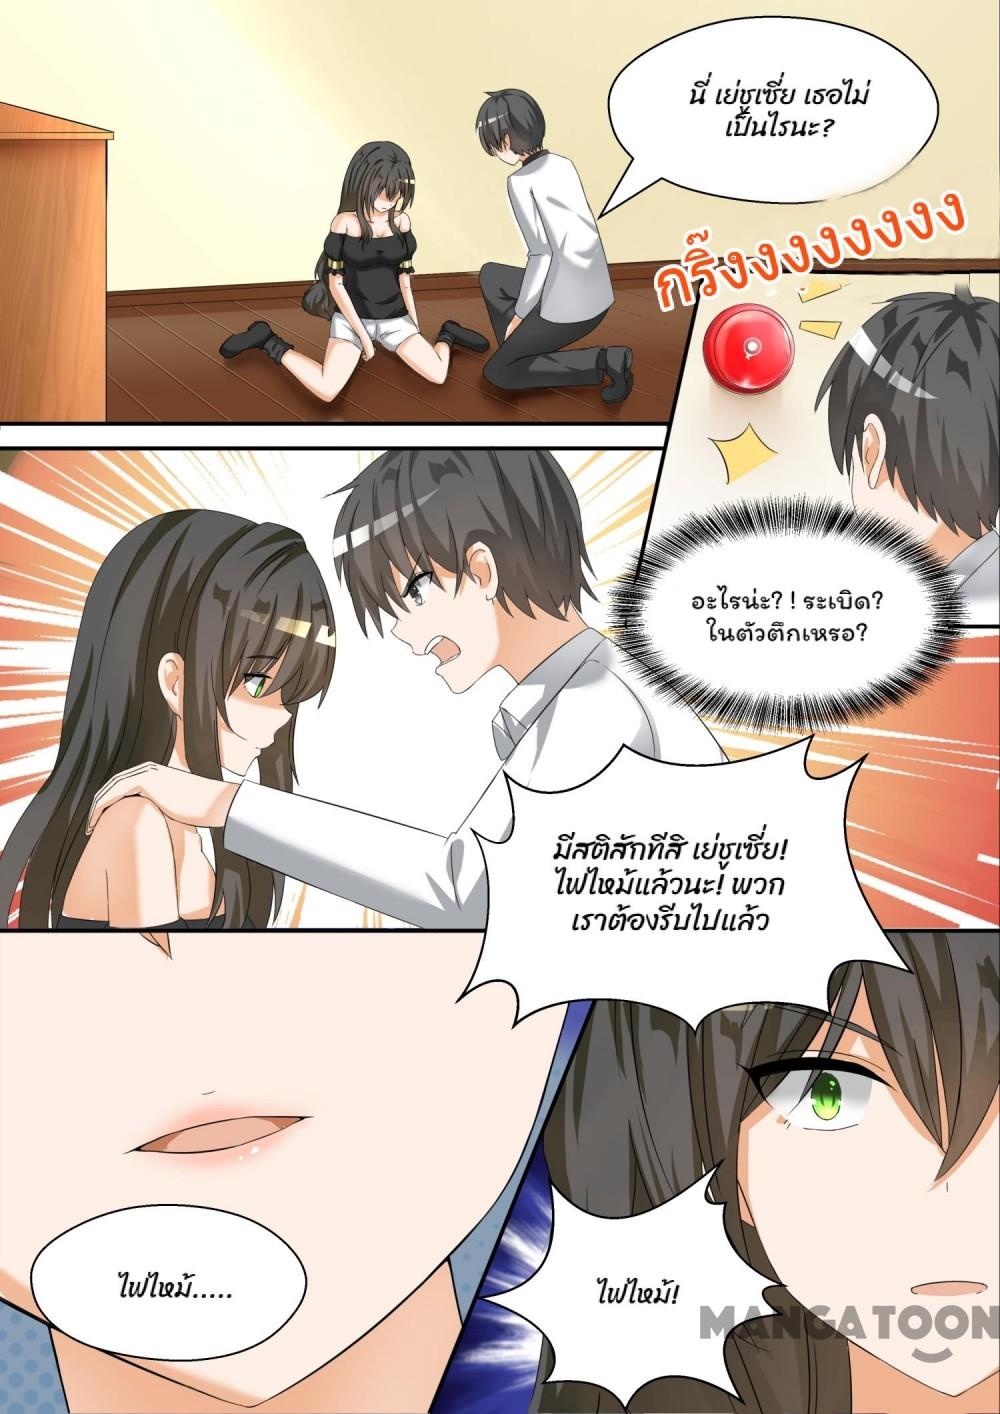 นี่ เย่ชูเซี่ย เธอไม่
เป็นไรนะ?
กริ๊งงงงงงงง
อะไรน่ะ? ! ระเบิด?
ในตัวตึกเหรอ?
มีสติสักทีสิ เย่ชูเซี่ย!
ไฟไหม้แล้วนะ! พวก
เราต้องรีบไปแล้ว
ไฟไหม้.....
ไฟไหม้!
MANGATOON